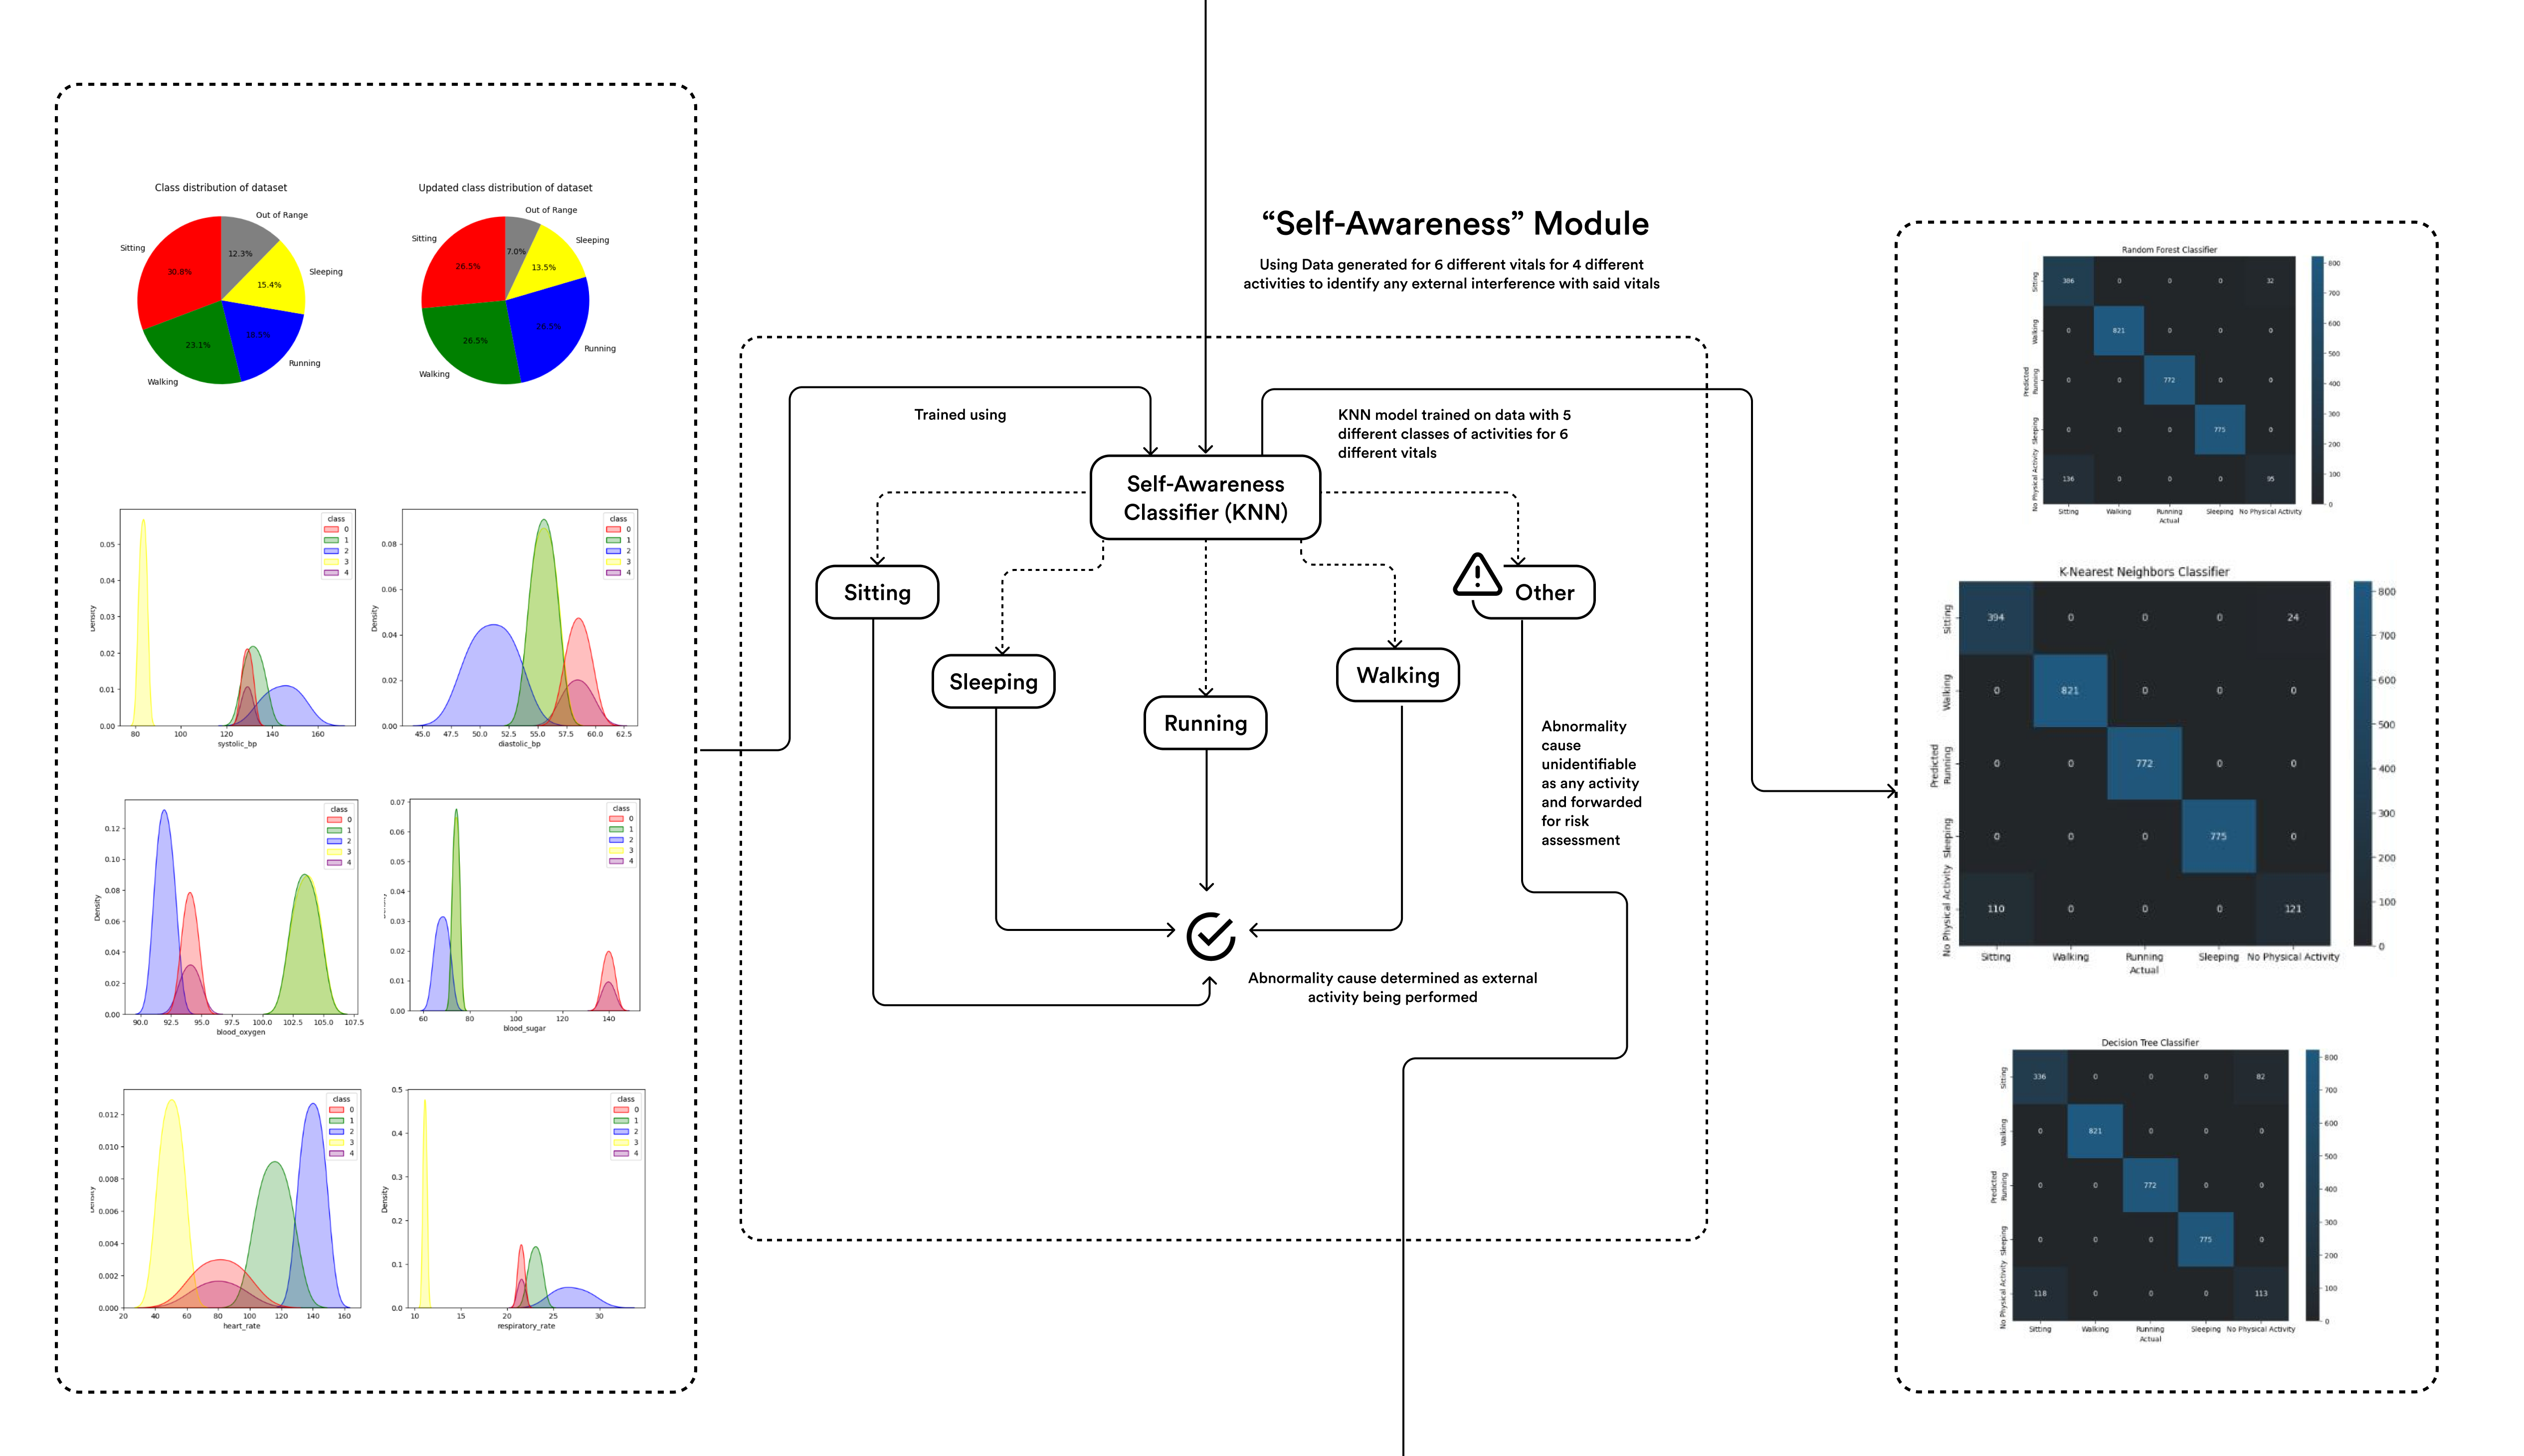 Class distribution of dataset
Out of Range
Sitting
12.3%
30.8%
Sleeping
15.4%
23.1%
Running
Walking
Updated class distribution of dataset
Out of Range
Sitting
Sleeping
7.0%
26.5%
13.5%
26.5%
26.5%
Running
Walking
class
0
1
2
3
4
0.05
0.04
0.03
0.02
0.01
0.00
Density
80 100 120 140 160
systolic_bp
class
0
1
2
3
4
0.08
0.06
0.04
0.02
0.00
Density
45.0 47.5 50.0 52.5 55.0 57.5 60.0 62.5
diastolic_bp
class
0
1
2
3
4
0.12
0.10
0.08
0.06
0.04
0.02
0.00
Density
90.0 92.5 95.0 97.5 100.0 102.5 105.0 107.5
blood_oxygen
class
0
1
2
3
4
0.07
0.06
0.05
0.04
0.03
0.02
0.01
0.00
60 80 100 120 140
blood_sugar
class
0
1
2
3
4
0.012
0.010
0.008
0.006
0.004
0.002
0.000
Density
20 40 60 80 100 120 140 160
heart_rate
class
0
1
2
3
4
0.5
0.4
0.3
0.2
0.1
0.0
Density
10 15 20 25 30
respiratory_rate
“Self-Awareness” Module
Using Data generated for 6 different vitals for 4 different
activities to identify any external interference with said vitals
Trained using
KNN model trained on data with 5
different classes of activities for 6
different vitals
Self-Awareness
Classifier (KNN)
Sitting
Sleeping
Running
Walking
Other
Abnormality
cause
unidentifiable
as any activity
and forwarded
for risk
assessment
Abnormality cause determined as external
activity being performed
Random Forest Classifier
Sitting
Walking
Running
Sleeping
No Physical Activity
Predicted
386 0 0 0 32
0 821 0 0 0
0 0 772 0 0
0 0 0 775 0
136 0 0 0 95
Sitting Walking Running Sleeping No Physical Activity
Actual
800
700
600
500
400
300
200
100
0
K-Nearest Neighbors Classifier
Sitting
Walking
Running
Sleeping
No Physical Activity
Predicted
394 0 0 0 24
0 821 0 0 0
0 0 772 0 0
0 0 0 775 0
110 0 0 0 121
Sitting Walking Running Sleeping No Physical Activity
Actual
800
700
600
500
400
300
200
100
0
Decision Tree Classifier
Sitting
Walking
Running
Sleeping
No Physical Activity
Predicted
336 0 0 0 82
0 821 0 0 0
0 0 772 0 0
0 0 0 775 0
118 0 0 0 113
Sitting Walking Running Sleeping No Physical Activity
Actual
800
700
600
500
400
300
200
100
0